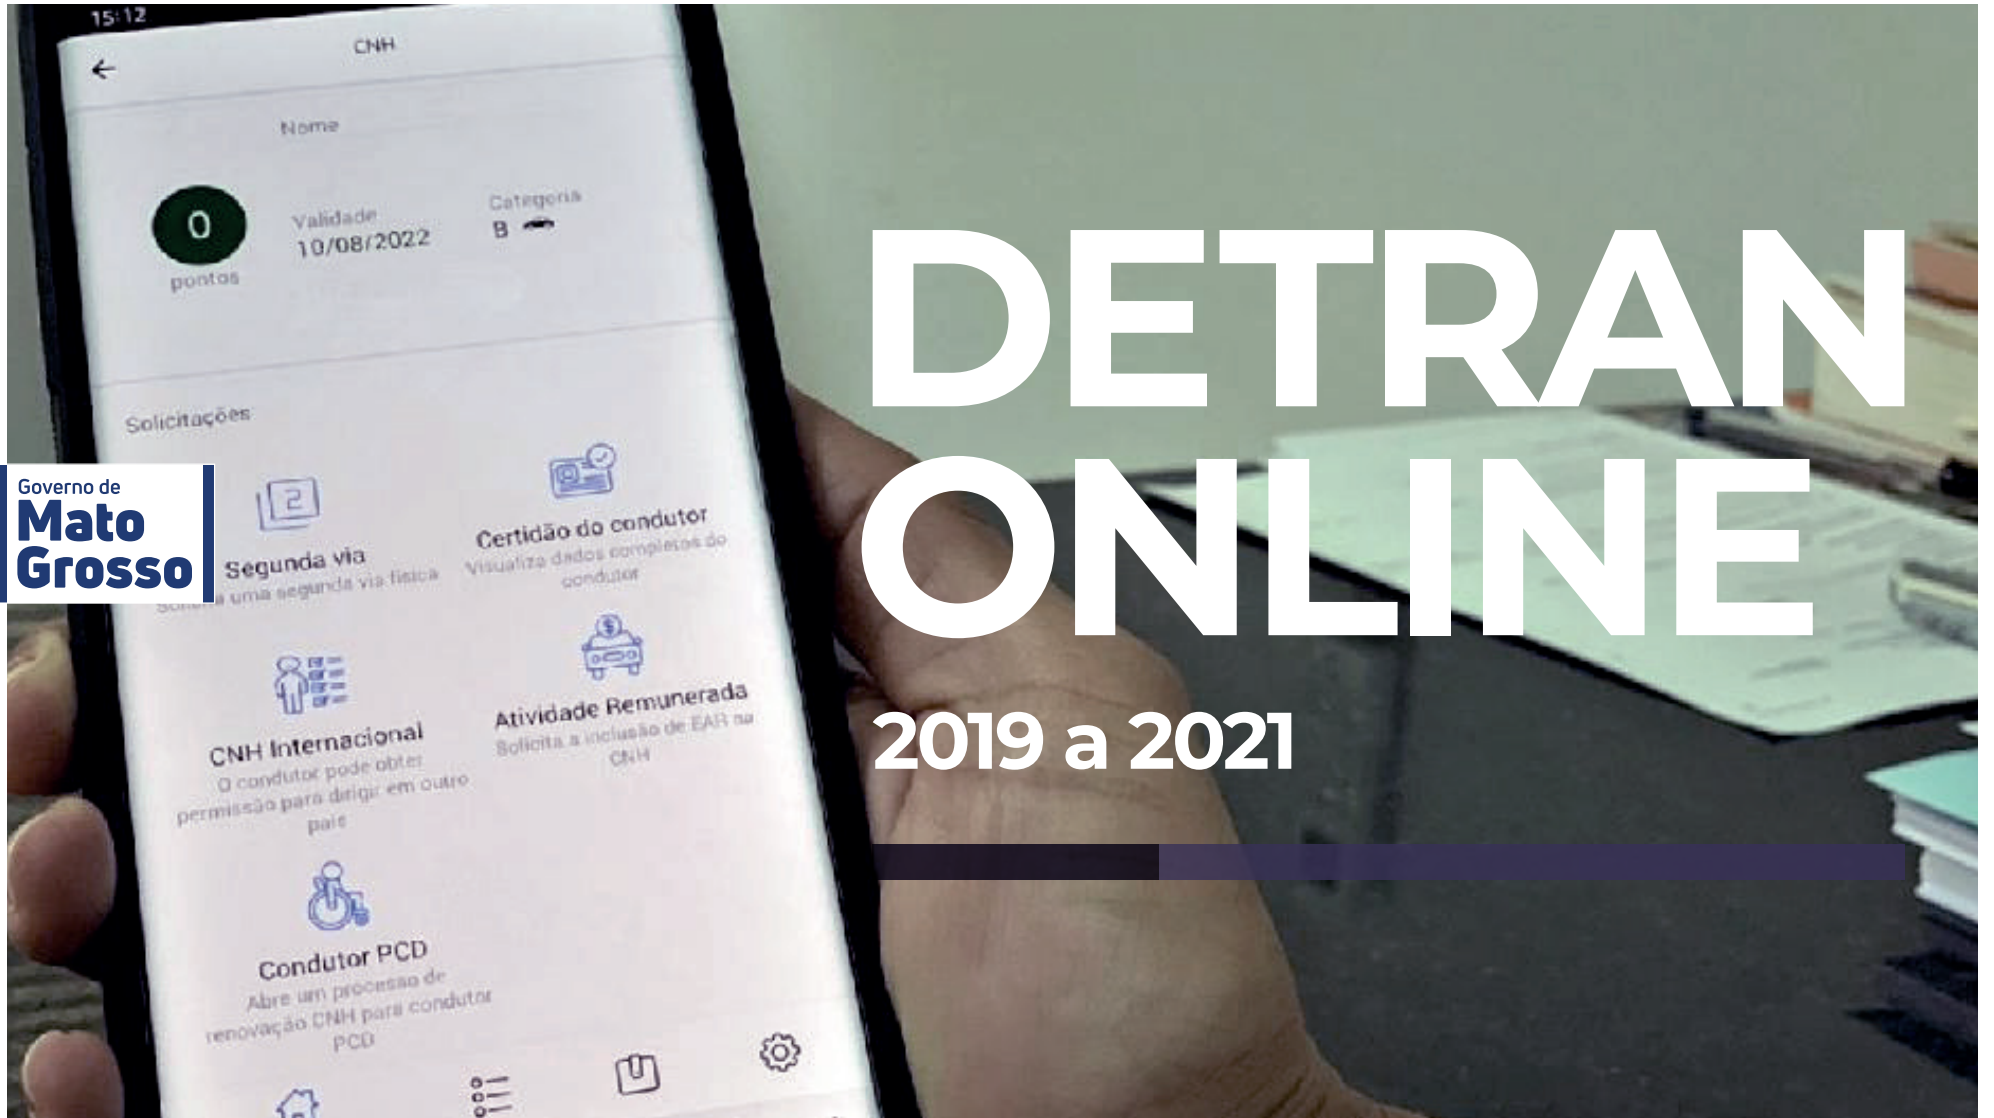 15:12
CNH
Nome
0
pontos
Validade
10/08/2022
Categoria
B
Solicitações
2
Segunda via
uma segunda via física
Certidão do condutor
Visualiza dados completos do
condutor
CNH Internacional
O condutor pode obter
permissão para dirigir em outro
país
$
Atividade Remunerada
Solicita a inclusão de EAR na
CNH
Condutor PCD
Abre um processo de
renovação CNH para condutor
PCD
Governo de
Mato
Grosso
DETRAN
ONLINE
2019 a 2021